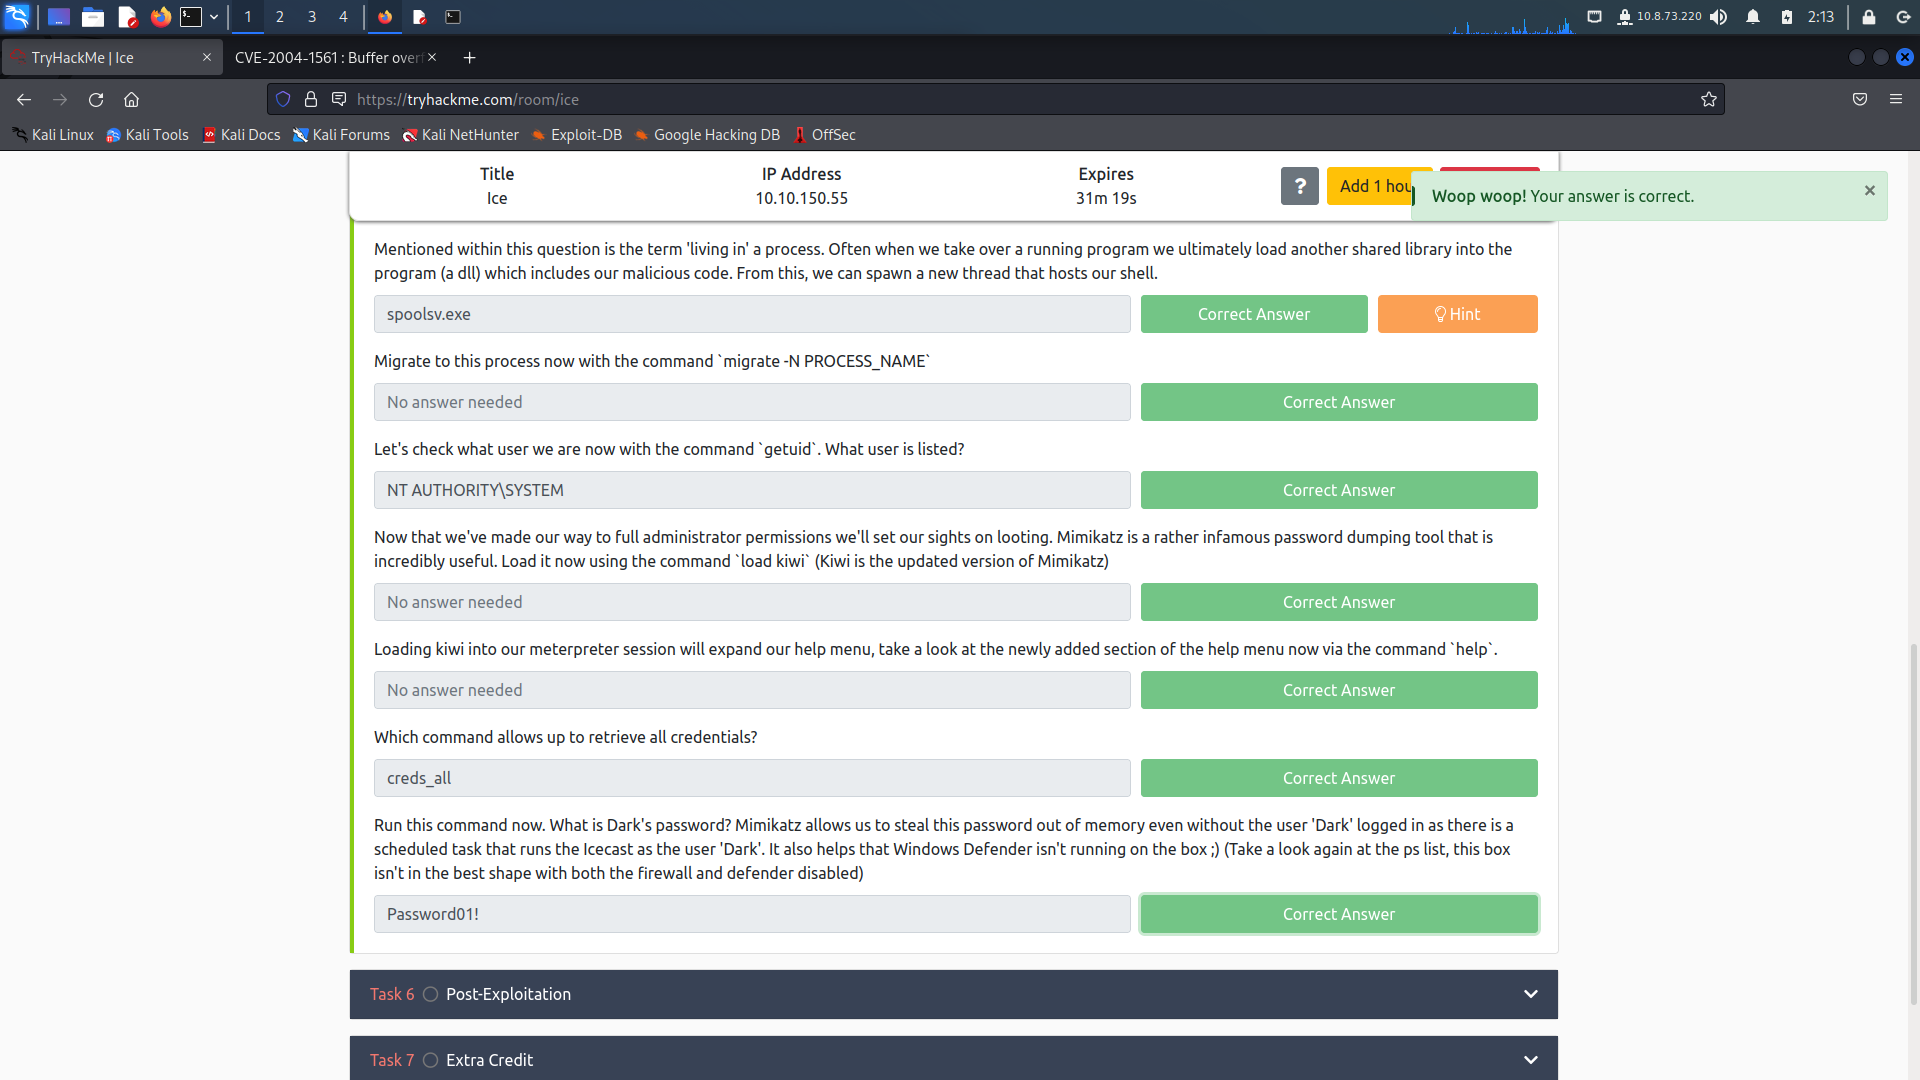 1 2 3 4 10.8.73.220 2:13
TryHackMe | Ice CVE-2004-1561 : Buffer over
https://tryhackme.com/room/ice
Kali Linux Kali Tools Kali Docs Kali Forums Kali NetHunter Exploit-DB Google Hacking DB OffSec
Title IP Address Expires
Ice 10.10.150.55 31m 19s
? Add 1 hou
Woop woop! Your answer is correct. ×
Mentioned within this question is the term 'living in' a process. Often when we take over a running program we ultimately load another shared library into the
program (a dll) which includes our malicious code. From this, we can spawn a new thread that hosts our shell.
spoolsv.exe Correct Answer Hint
Migrate to this process now with the command `migrate -N PROCESS_NAME`
No answer needed Correct Answer
Let's check what user we are now with the command `getuid`. What user is listed?
NT AUTHORITY\SYSTEM Correct Answer
Now that we've made our way to full administrator permissions we'll set our sights on looting. Mimikatz is a rather infamous password dumping tool that is
incredibly useful. Load it now using the command `load kiwi` (Kiwi is the updated version of Mimikatz)
No answer needed Correct Answer
Loading kiwi into our meterpreter session will expand our help menu, take a look at the newly added section of the help menu now via the command `help`.
No answer needed Correct Answer
Which command allows up to retrieve all credentials?
creds_all Correct Answer
Run this command now. What is Dark's password? Mimikatz allows us to steal this password out of memory even without the user 'Dark' logged in as there is a
scheduled task that runs the Icecast as the user 'Dark'. It also helps that Windows Defender isn't running on the box ;) (Take a look again at the ps list, this box
isn't in the best shape with both the firewall and defender disabled)
Password01! Correct Answer
Task 6 Post-Exploitation
Task 7 Extra Credit